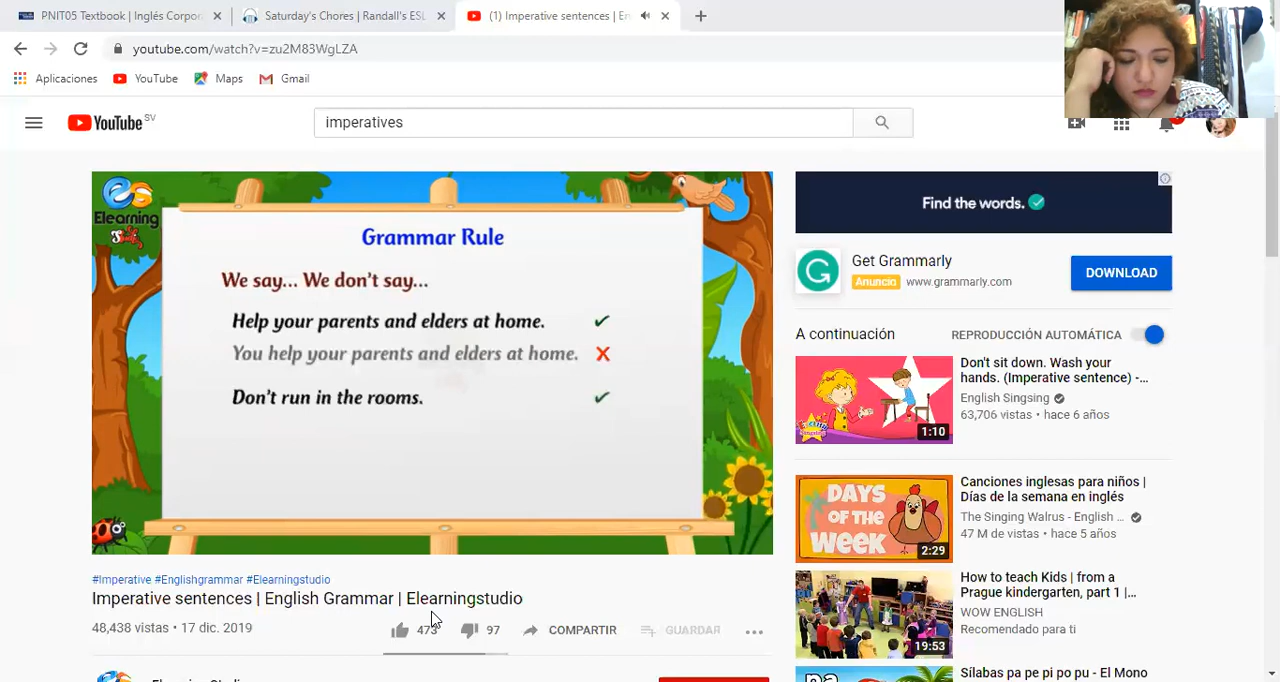 PNIT05 Textbook | Inglés Corpor
Saturday's Chores | Randall's ESL
(1) Imperative sentences | En
youtube.com/watch?v=zu2M83WgLZA
Aplicaciones
YouTube
Maps
Gmail
YouTube SV
imperatives
Elearning
Grammar Rule
We say... We don't say...
Help your parents and elders at home.
You help your parents and elders at home.
Don't run in the rooms.
#Imperative #Englishgrammar #Elearningstudio
Imperative sentences | English Grammar | Elearningstudio
48,438 vistas • 17 dic. 2019
473
97
COMPARTIR
GUARDAR
Find the words.
Get Grammarly
Anuncio www.grammarly.com
DOWNLOAD
A continuación
REPRODUCCIÓN AUTOMÁTICA
1:10
Don't sit down. Wash your
hands. (Imperative sentence) -...
English Singsing
63,706 vistas • hace 6 años
DAYS
OF THE
WEEK
2:29
Canciones inglesas para niños |
Días de la semana en inglés
The Singing Walrus - English ...
47 M de vistas • hace 5 años
19:53
How to teach Kids | from a
Prague kindergarten, part 1 |...
WOW ENGLISH
Recomendado para ti
Sílabas pa pe pi po pu - El Mono